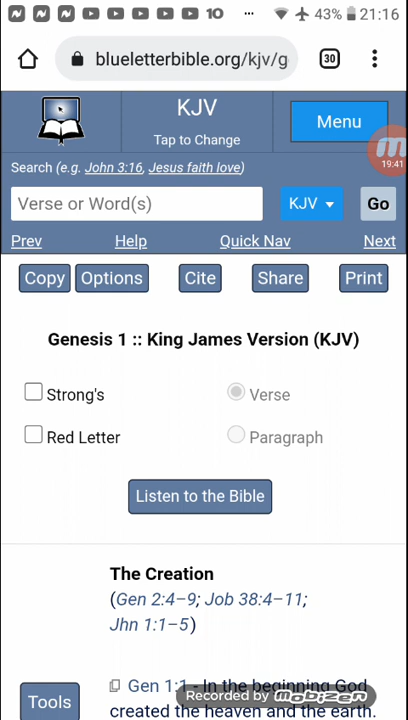 10 ... 43% 21:16
blueletterbible.org/kjv/g 30
KJV
Tap to Change
Menu
19:41
Search (e.g. John 3:16, Jesus faith love)
Verse or Word(s) KJV Go
Prev Help Quick Nav Next
Copy Options Cite Share Print
Genesis 1 :: King James Version (KJV)
Strong's Verse
Red Letter Paragraph
Listen to the Bible
The Creation
(Gen 2:4–9; Job 38:4–11;
Jhn 1:1–5)
Gen 1:1 - In the beginning God
Recorded by mobizen
Tools created the heaven and the earth.